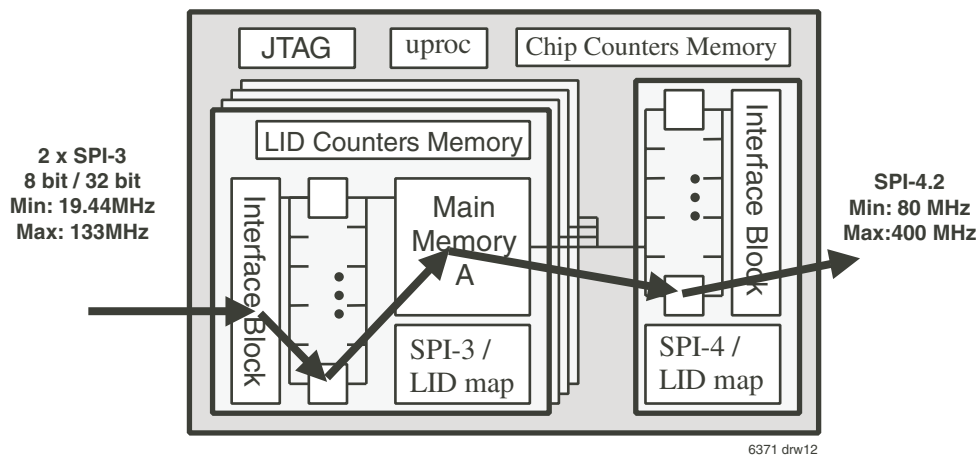 JTAG
uproc
Chip Counters Memory
LID Counters Memory
2 x SPI-3
8 bit / 32 bit
Min: 19.44MHz
Max: 133MHz
Interface Block
Main
Memory
A
SPI-3 /
LID map
Interface Block
SPI-4 /
LID map
SPI-4.2
Min: 80 MHz
Max:400 MHz
6371 drw12